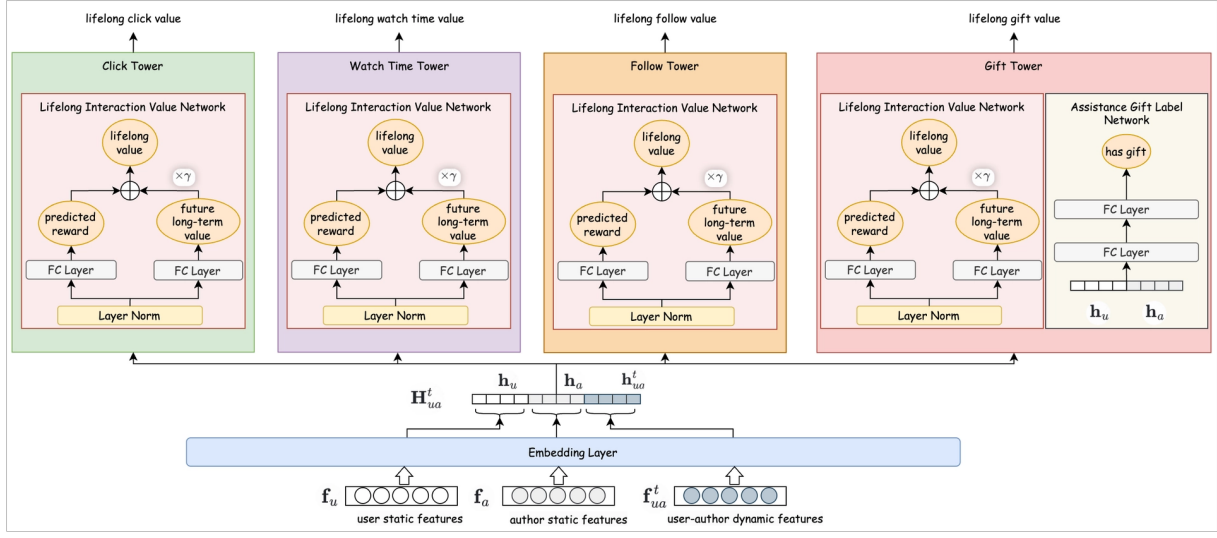 lifelong click value
lifelong watch time value
lifelong follow value
lifelong gift value
Click Tower
Watch Time Tower
Follow Tower
Gift Tower
Lifelong Interaction Value Network
lifelong
value
×γ
predicted
reward
future
long-term
value
FC Layer
FC Layer
Layer Norm
Lifelong Interaction Value Network
lifelong
value
×γ
predicted
reward
future
long-term
value
FC Layer
FC Layer
Layer Norm
Lifelong Interaction Value Network
lifelong
value
×γ
predicted
reward
future
long-term
value
FC Layer
FC Layer
Layer Norm
Lifelong Interaction Value Network
lifelong
value
×γ
predicted
reward
future
long-term
value
FC Layer
FC Layer
Layer Norm
Assistance Gift Label
Network
has gift
FC Layer
FC Layer
h_u h_a
H_{ua}^t
h_u h_a h_{ua}^t
Embedding Layer
f_u
f_a
f_{ua}^t
user static features
author static features
user-author dynamic features